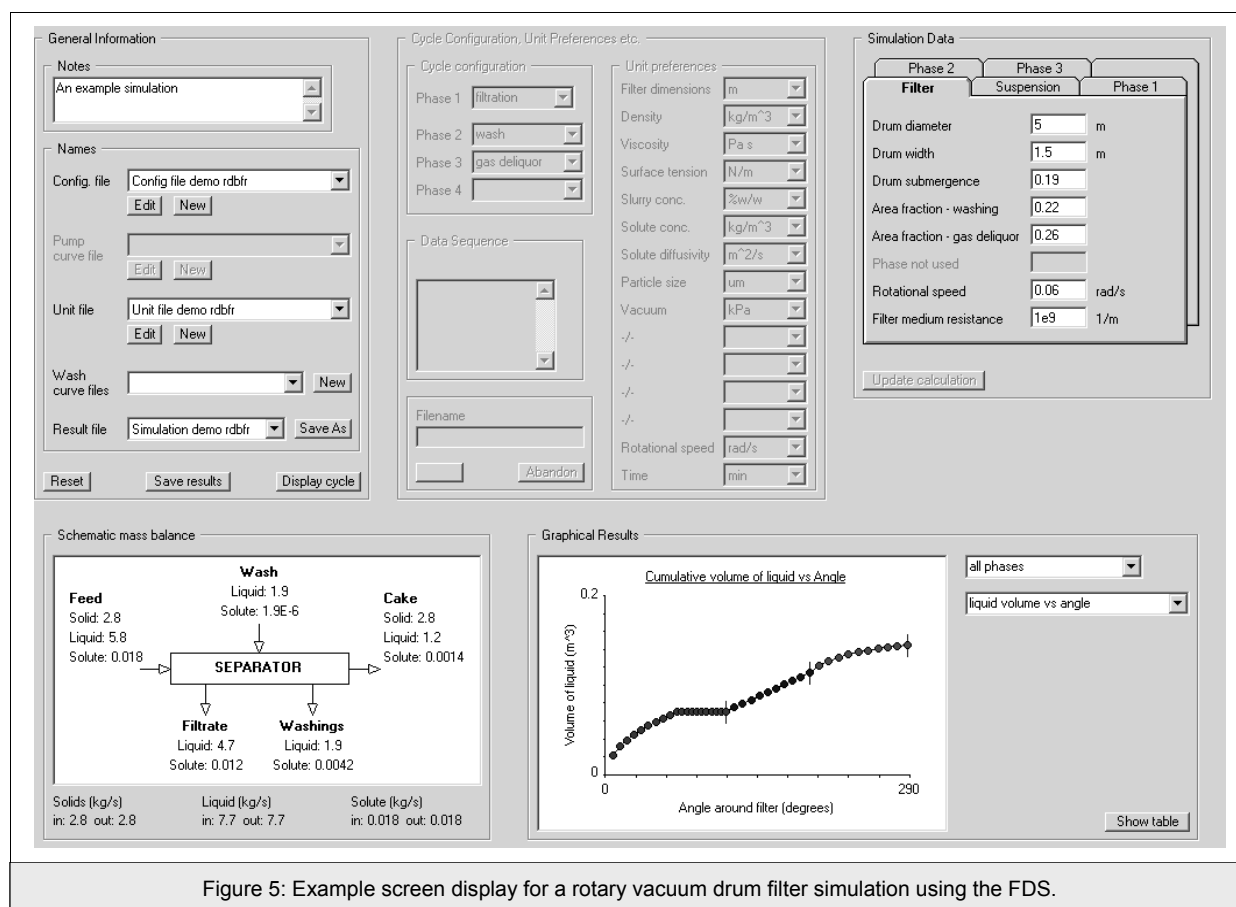 General Information
Notes
An example simulation
Names
Config. file Config file demo rdbfr
Edit New
Pump
curve file
Edit New
Unit file Unit file demo rdbfr
Edit New
Wash
curve files New
Result file Simulation demo rdbfr Save As
Reset Save results Display cycle
Cycle Configuration, Unit Preferences etc.
Cycle configuration
Phase 1 filtration
Phase 2 wash
Phase 3 gas deliquor
Phase 4
Data Sequence
Filename
Abandon
Unit preferences
Filter dimensions m
Density kg/m^3
Viscosity Pa s
Surface tension N/m
Slurry conc. %w/w
Solute conc. kg/m^3
Solute diffusivity m^2/s
Particle size um
Vacuum kPa
-/-
-/-
-/-
-/-
Rotational speed rad/s
Time min
Simulation Data
Phase 2 Phase 3
Filter Suspension Phase 1
Drum diameter 5 m
Drum width 1.5 m
Drum submergence 0.19
Area fraction - washing 0.22
Area fraction - gas deliquor 0.26
Phase not used
Rotational speed 0.06 rad/s
Filter medium resistance 1e9 1/m
Update calculation
Schematic mass balance
Wash
Liquid: 1.9
Solute: 1.9E-6
Feed
Solid: 2.8
Liquid: 5.8
Solute: 0.018
SEPARATOR
Cake
Solid: 2.8
Liquid: 1.2
Solute: 0.0014
Filtrate
Liquid: 4.7
Solute: 0.012
Washings
Liquid: 1.9
Solute: 0.0042
Solids (kg/s)
in: 2.8 out: 2.8
Liquid (kg/s)
in: 7.7 out: 7.7
Solute (kg/s)
in: 0.018 out: 0.018
Graphical Results
Cumulative volume of liquid vs Angle
0.2
Volume of liquid (m^3)
0
0 290
Angle around filter (degrees)
all phases
liquid volume vs angle
Show table
Figure 5: Example screen display for a rotary vacuum drum filter simulation using the FDS.